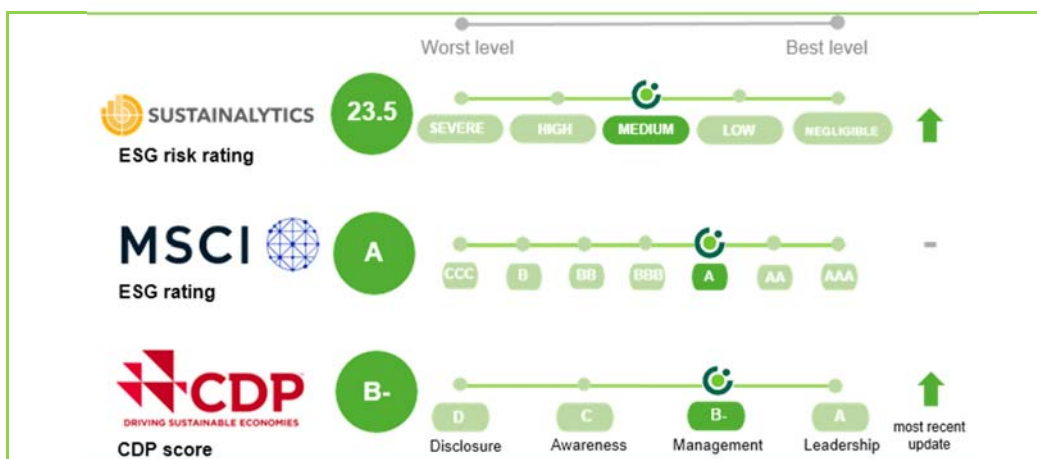 Worst level
Best level
SUSTAINALYTICS
ESG risk rating
23.5
SEVERE
HIGH
MEDIUM
LOW
NEGLIGIBLE
MSCI
ESG rating
A
CCC
B
BB
BBB
A
AA
AAA
-
CDP
DRIVING SUSTAINABLE ECONOMIES
CDP score
B-
D
C
B-
A
Disclosure
Awareness
Management
Leadership
most recent
update